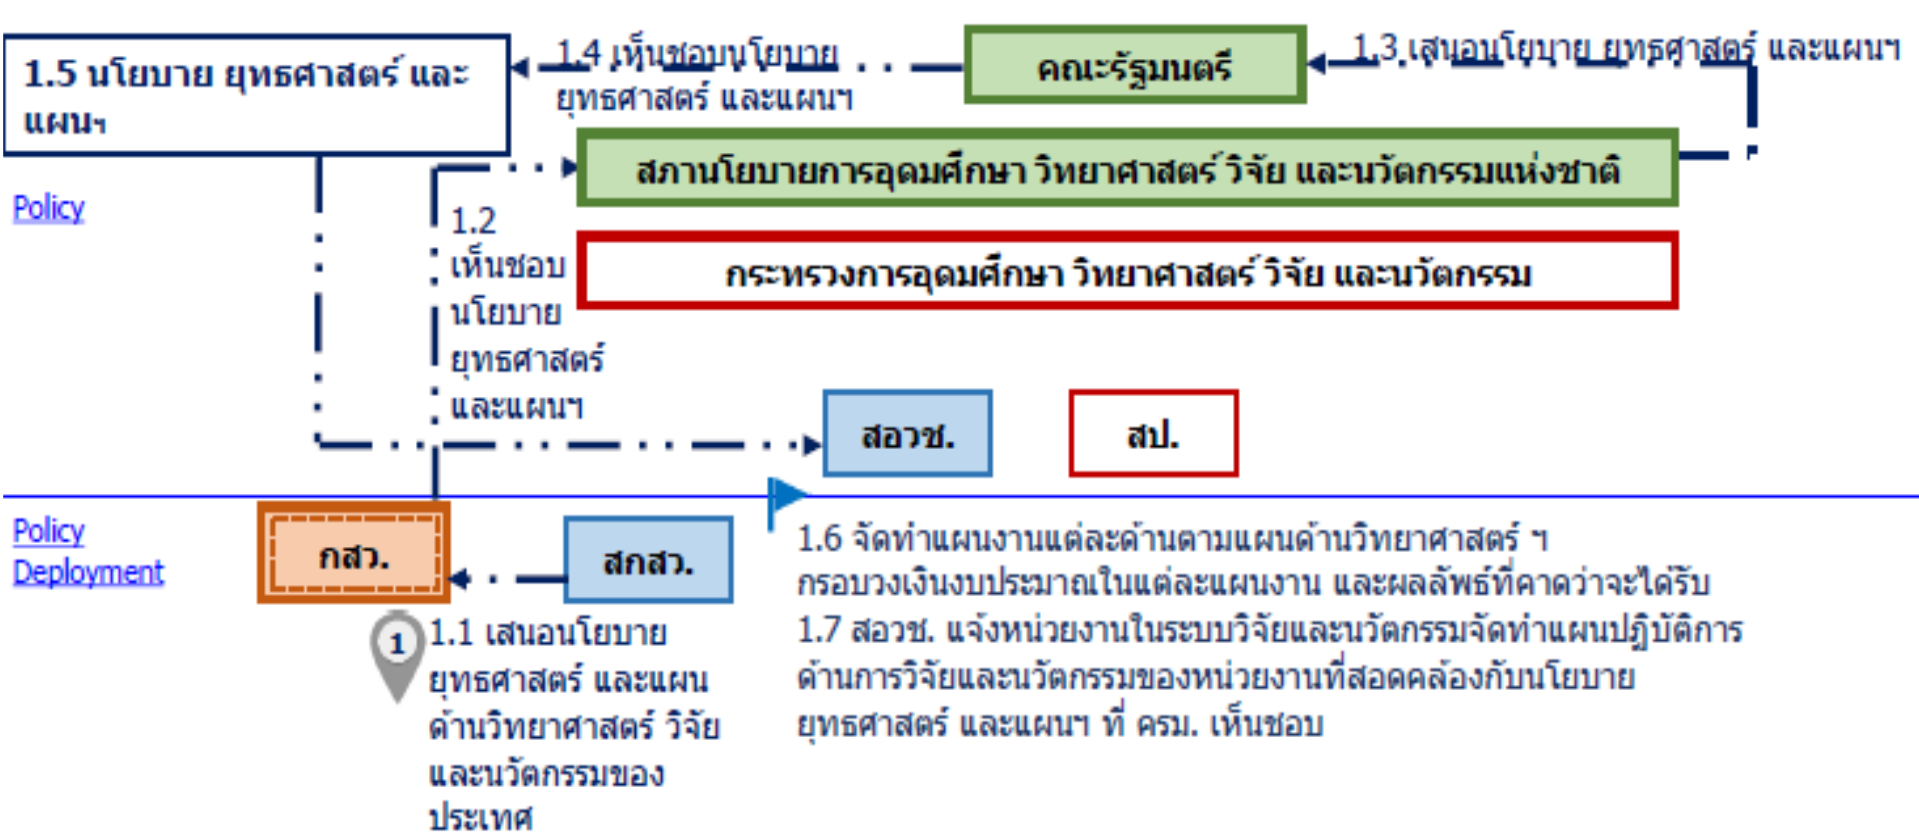 1.5 นโยบาย ยุทธศาสตร์ และ
แผนฯ
1.4 เห็นชอบนโยบาย
ยุทธศาสตร์ และแผนฯ
คณะรัฐมนตรี
1.3 เสนอนโยบาย ยุทธศาสตร์ และแผนฯ
สภานโยบายการอุดมศึกษา วิทยาศาสตร์ วิจัย และนวัตกรรมแห่งชาติ
Policy
1.2
เห็นชอบ
นโยบาย
ยุทธศาสตร์
และแผนฯ
กระทรวงการอุดมศึกษา วิทยาศาสตร์ วิจัย และนวัตกรรม
สอวช.
สป.
Policy
Deployment
กสว.
สกสว.
1
1.1 เสนอนโยบาย
ยุทธศาสตร์ และแผน
ด้านวิทยาศาสตร์ วิจัย
และนวัตกรรมของ
ประเทศ
1.6 จัดทำแผนงานแต่ละด้านตามแผนด้านวิทยาศาสตร์ ฯ
กรอบวงเงินงบประมาณในแต่ละแผนงาน และผลลัพธ์ที่คาดว่าจะได้รับ
1.7 สอวช. แจ้งหน่วยงานในระบบวิจัยและนวัตกรรมจัดทำแผนปฏิบัติการ
ด้านการวิจัยและนวัตกรรมของหน่วยงานที่สอดคล้องกับนโยบาย
ยุทธศาสตร์ และแผนฯ ที่ ครม. เห็นชอบ